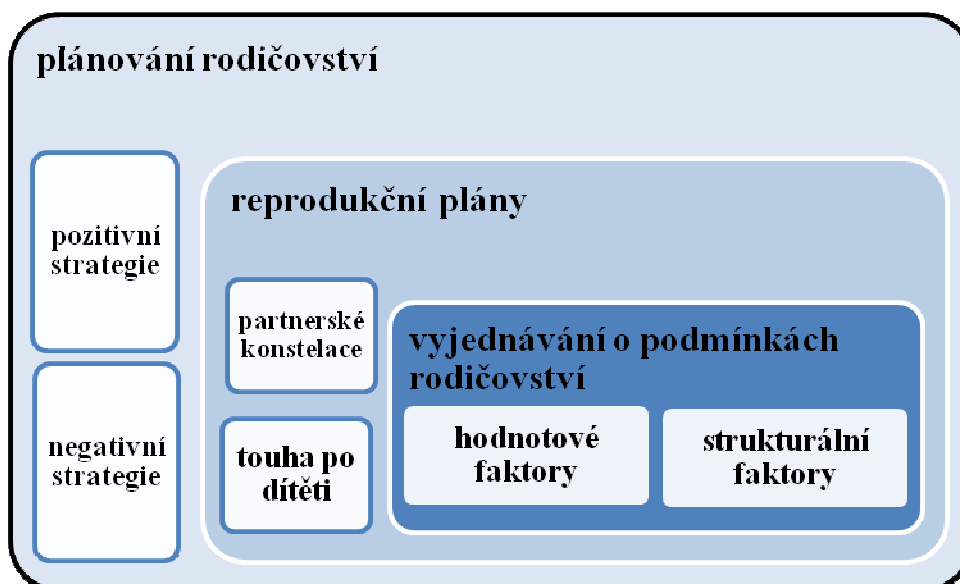 plánování rodičovství
pozitivní
strategie
negativní
strategie
reprodukční plány
partnerské
konstelace
touha po
dítěti
vyjednávání o podmínkách
rodičovství
hodnotové
faktory
strukturální
faktory